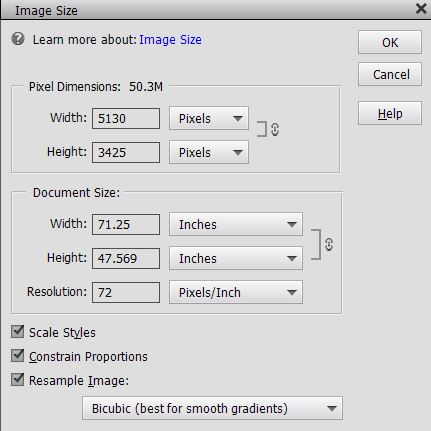 Image Size
Learn more about: Image Size
OK
Cancel
Help
Pixel Dimensions: 50.3M
Width: 5130 Pixels
Height: 3425 Pixels
Document Size:
Width: 71.25 Inches
Height: 47.569 Inches
Resolution: 72 Pixels/Inch
Scale Styles
Constrain Proportions
Resample Image:
Bicubic (best for smooth gradients)